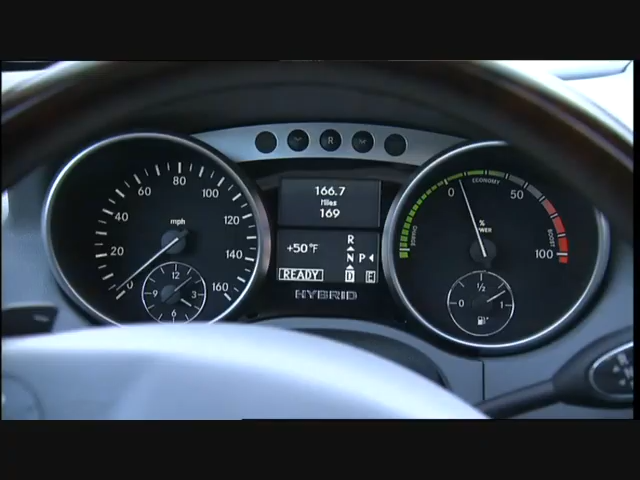 R
20
40
60
80
100
120
140
160
0
mph
12
3
6
9
166.7
Miles
169
+50°F
R
N P
D E
READY
HYBRID
CHARGE
0
ECONOMY
50
100
BOOST
%
0
1/2
1